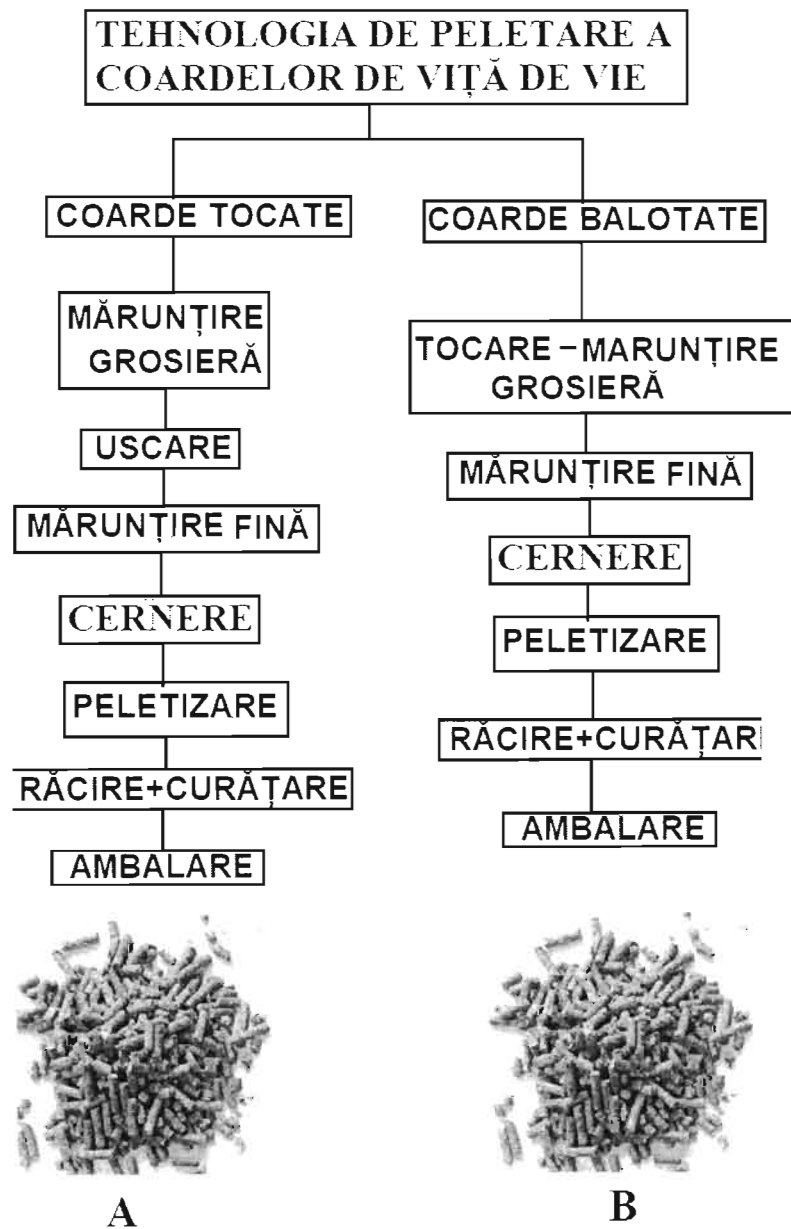 TEHNOLOGIA DE PELETARE A
COARDELOR DE VIȚĂ DE VIE
COARDE TOCATE
MĂRUNȚIRE
GROSIERĂ
USCARE
MĂRUNȚIRE FINĂ
CERNERE
PELETIZARE
RĂCIRE+CURĂȚARE
AMBALARE
A
COARDE BALOTATE
TOCARE –MARUNȚIRE
GROSIERĂ
MĂRUNȚIRE FINĂ
CERNERE
PELETIZARE
RĂCIRE+CURĂȚAR
AMBALARE
B